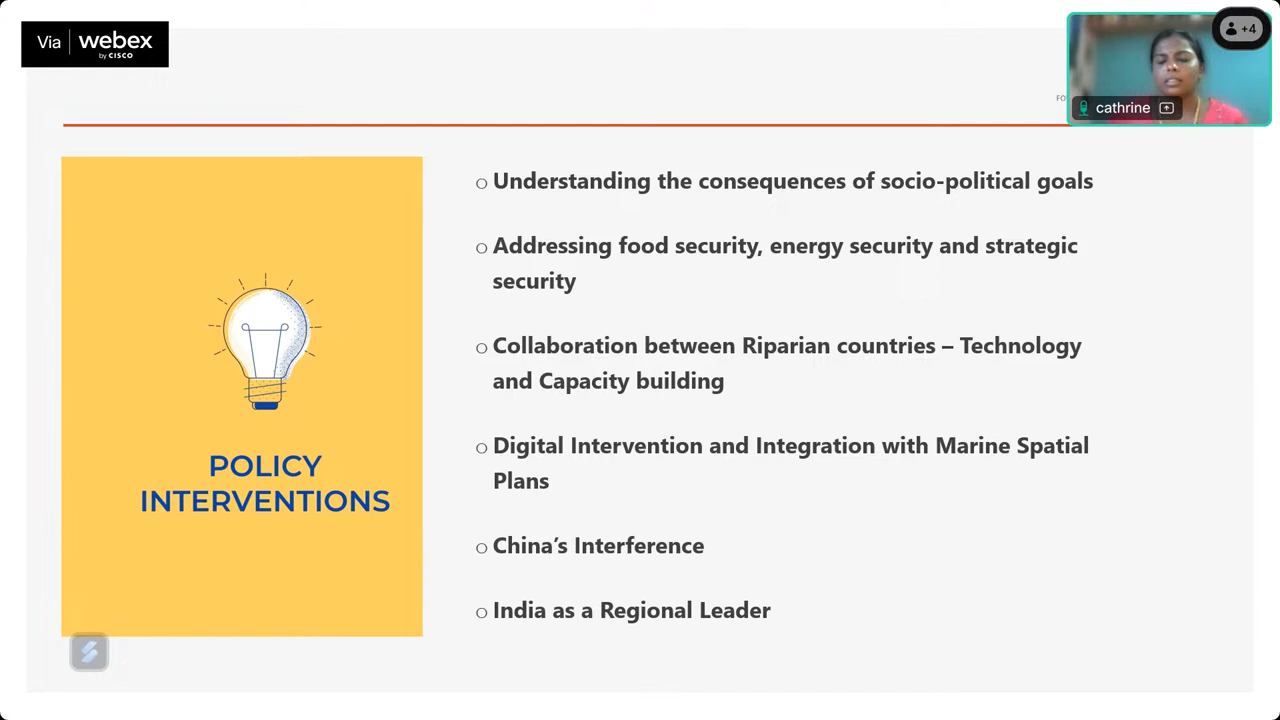 Via webex
by CISCO
+4
FO
cathrine
Understanding the consequences of socio-political goals
Addressing food security, energy security and strategic
security
Collaboration between Riparian countries – Technology
and Capacity building
Digital Intervention and Integration with Marine Spatial
Plans
China’s Interference
India as a Regional Leader
POLICY
INTERVENTIONS